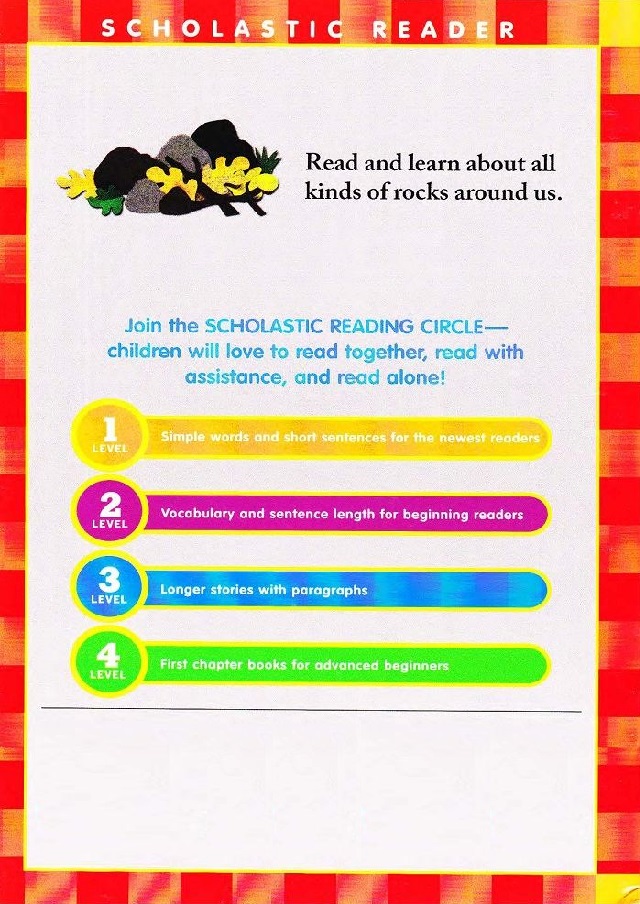 SCHOLASTIC READER
Read and learn about all
kinds of rocks around us.
Join the SCHOLASTIC READING CIRCLE—
children will love to read together, read with
assistance, and read alone!
1
LEVEL
Simple words and short sentences for the newest readers
2
LEVEL
Vocabulary and sentence length for beginning readers
3
LEVEL
Longer stories with paragraphs
4
LEVEL
First chapter books for advanced beginners